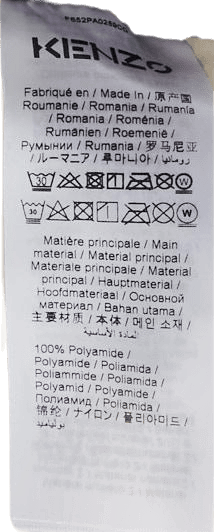 KENZO
Fabriqué en / Made In / 原产国
Roumanie / Romania / Rumania
/ Romania / Roménia /
Rumänien / Roemenië /
Румынии / Rumania / 罗马尼亚
/ ルーマニア / 루마니아 / رومانيا
30
30
Matière principale / Main
material / Material principal /
Materiale principale / Material
principal / Hauptmaterial /
Hoofdmateriaal / Основной
материал / Bahan utama /
主要材质 / 本体 / 메인 소재 /
المادة الأساسية
100% Polyamide /
Polyamide / Poliamida /
Poliammide / Poliamida /
Polyamid / Polyamide /
Полиамид / Poliamida /
锦纶 / ナイロン / 폴리아미드 /
بولياميد